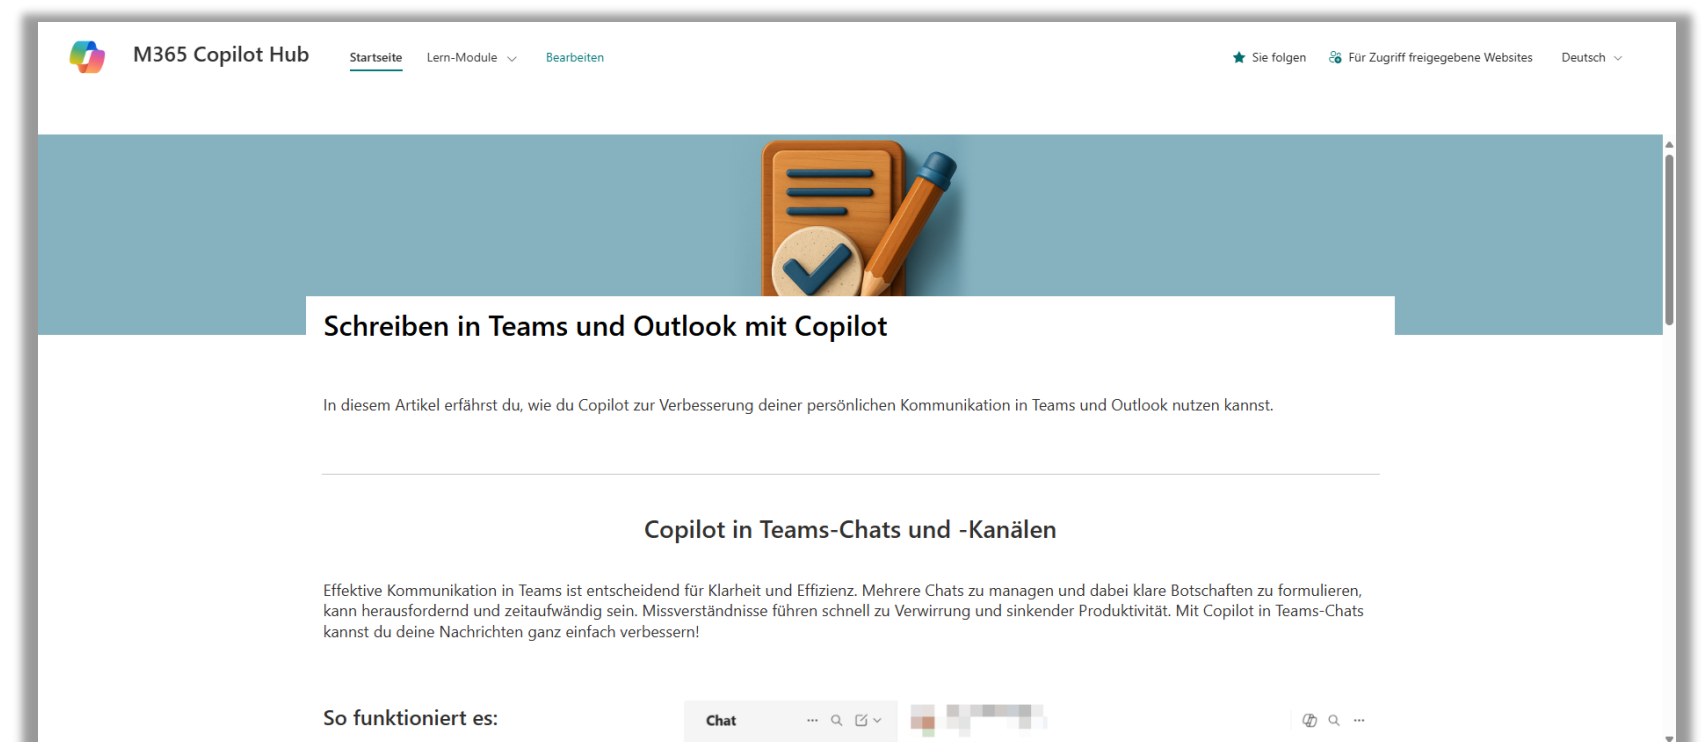 M365 Copilot Hub
Startseite
Lern-Module
Bearbeiten
Sie folgen
Für Zugriff freigegebene Websites
Deutsch
Schreiben in Teams und Outlook mit Copilot
In diesem Artikel erfährst du, wie du Copilot zur Verbesserung deiner persönlichen Kommunikation in Teams und Outlook nutzen kannst.
Copilot in Teams-Chats und -Kanälen
Effektive Kommunikation in Teams ist entscheidend für Klarheit und Effizienz. Mehrere Chats zu managen und dabei klare Botschaften zu formulieren,
kann herausfordernd und zeitaufwändig sein. Missverständnisse führen schnell zu Verwirrung und sinkender Produktivität. Mit Copilot in Teams-Chats
kannst du deine Nachrichten ganz einfach verbessern!
So funktioniert es:
Chat